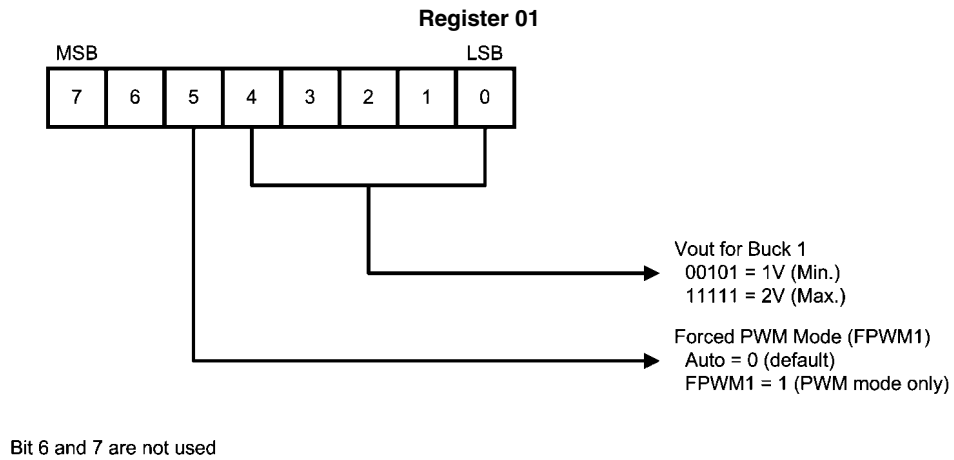 Register 01
MSB LSB
7 6 5 4 3 2 1 0
Vout for Buck 1
00101 = 1V (Min.)
11111 = 2V (Max.)
Forced PWM Mode (FPWM1)
Auto = 0 (default)
FPWM1 = 1 (PWM mode only)
Bit 6 and 7 are not used